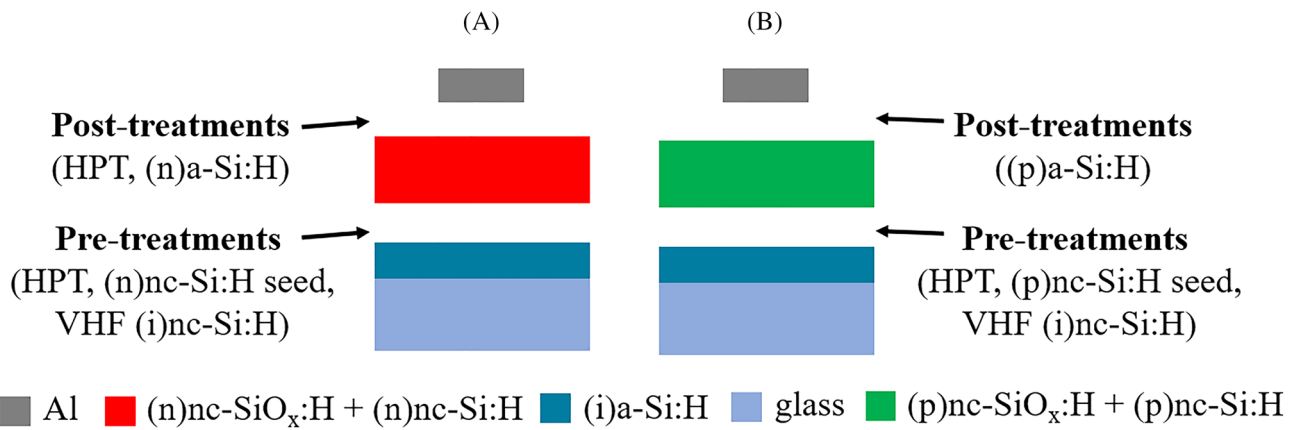 (A) (B)
Post-treatments
(HPT, (n)a-Si:H)
Pre-treatments
(HPT, (n)nc-Si:H seed,
VHF (i)nc-Si:H)
Post-treatments
((p)a-Si:H)
Pre-treatments
(HPT, (p)nc-Si:H seed,
VHF (i)nc-Si:H)
Al (n)nc-SiOₓ:H + (n)nc-Si:H (i)a-Si:H glass (p)nc-SiOₓ:H + (p)nc-Si:H